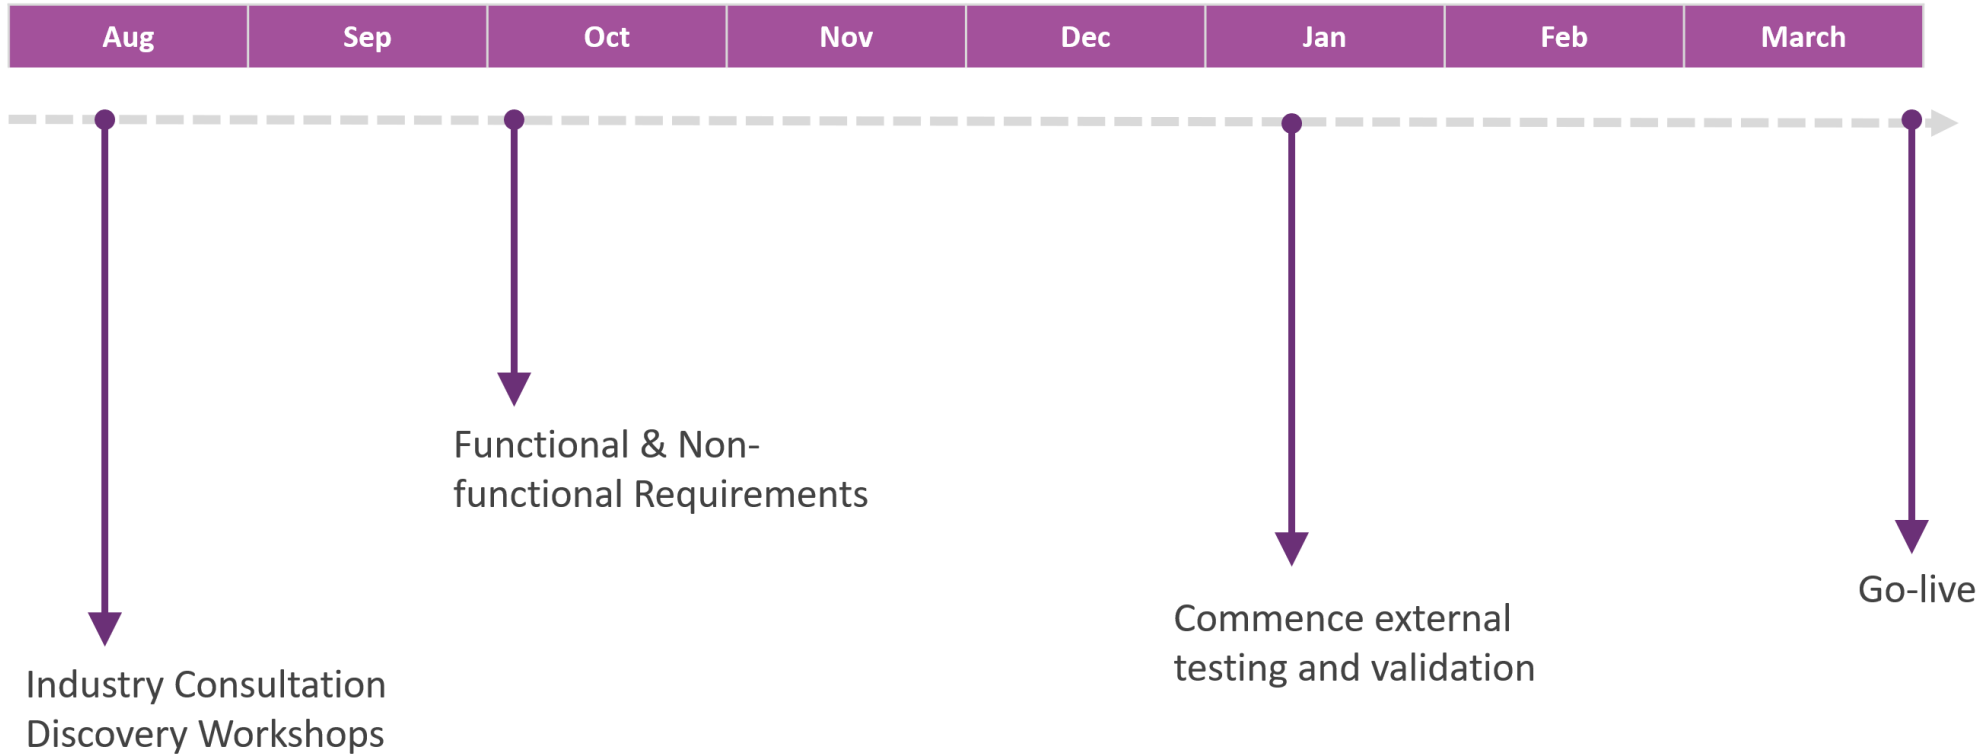 Aug Sep Oct Nov Dec Jan Feb March
Functional & Non-
functional Requirements
Go-live
Commence external
testing and validation
Industry Consultation
Discovery Workshops